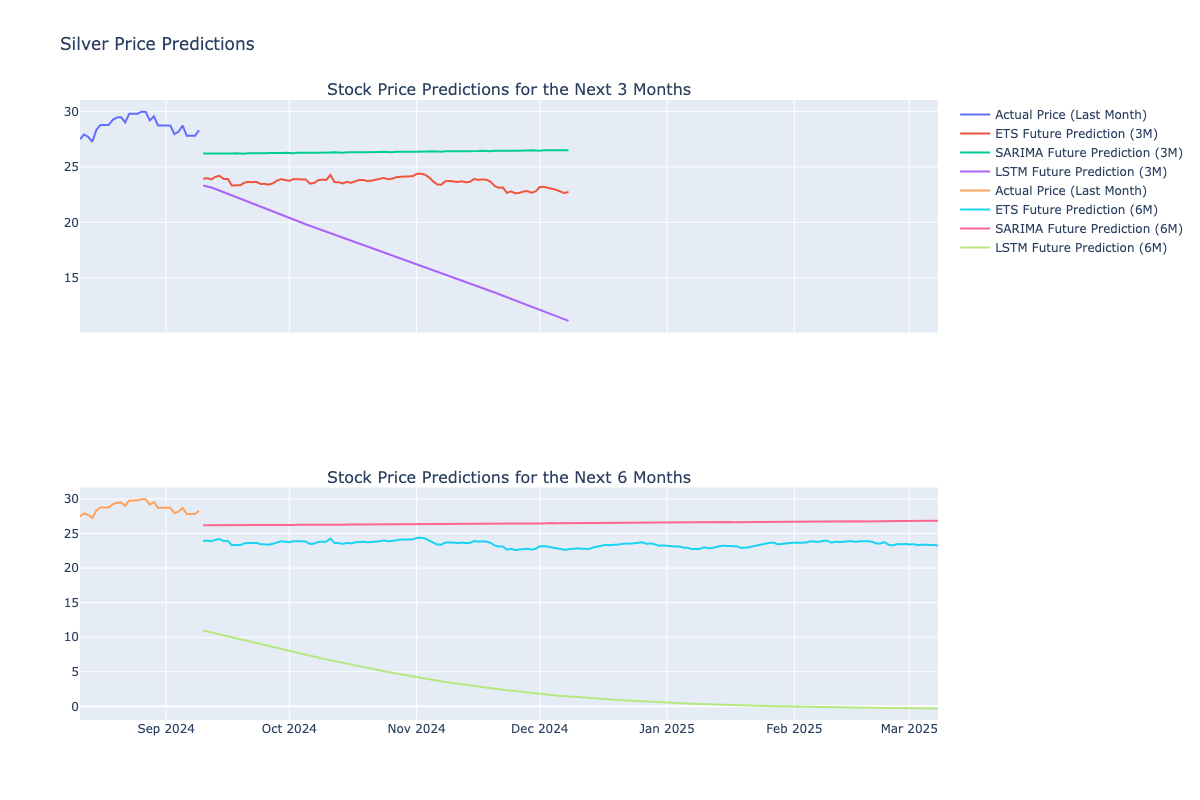 Silver Price Predictions
Stock Price Predictions for the Next 3 Months
30
25
20
15
Actual Price (Last Month)
ETS Future Prediction (3M)
SARIMA Future Prediction (3M)
LSTM Future Prediction (3M)
Actual Price (Last Month)
ETS Future Prediction (6M)
SARIMA Future Prediction (6M)
LSTM Future Prediction (6M)
Stock Price Predictions for the Next 6 Months
30
25
20
15
10
5
0
Sep 2024 Oct 2024 Nov 2024 Dec 2024 Jan 2025 Feb 2025 Mar 2025